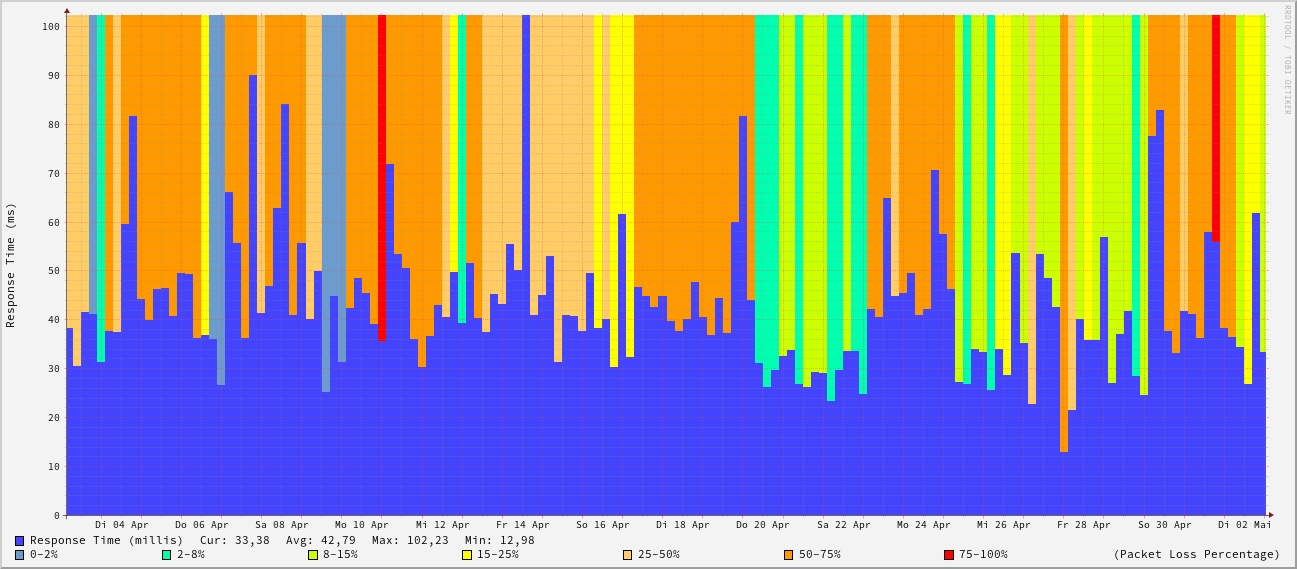 RRDTOOL / TOBI OETIKER
Response Time (ms)
100
90
80
70
60
50
40
30
20
10
0
Di 04 Apr Do 06 Apr Sa 08 Apr Mo 10 Apr Mi 12 Apr Fr 14 Apr So 16 Apr Di 18 Apr Do 20 Apr Sa 22 Apr Mo 24 Apr Mi 26 Apr Fr 28 Apr So 30 Apr Di 02 Mai
Response Time (millis) Cur: 33,38 Avg: 42,79 Max: 102,23 Min: 12,98
0-2% 2-8% 8-15% 15-25% 25-50% 50-75% 75-100% (Packet Loss Percentage)